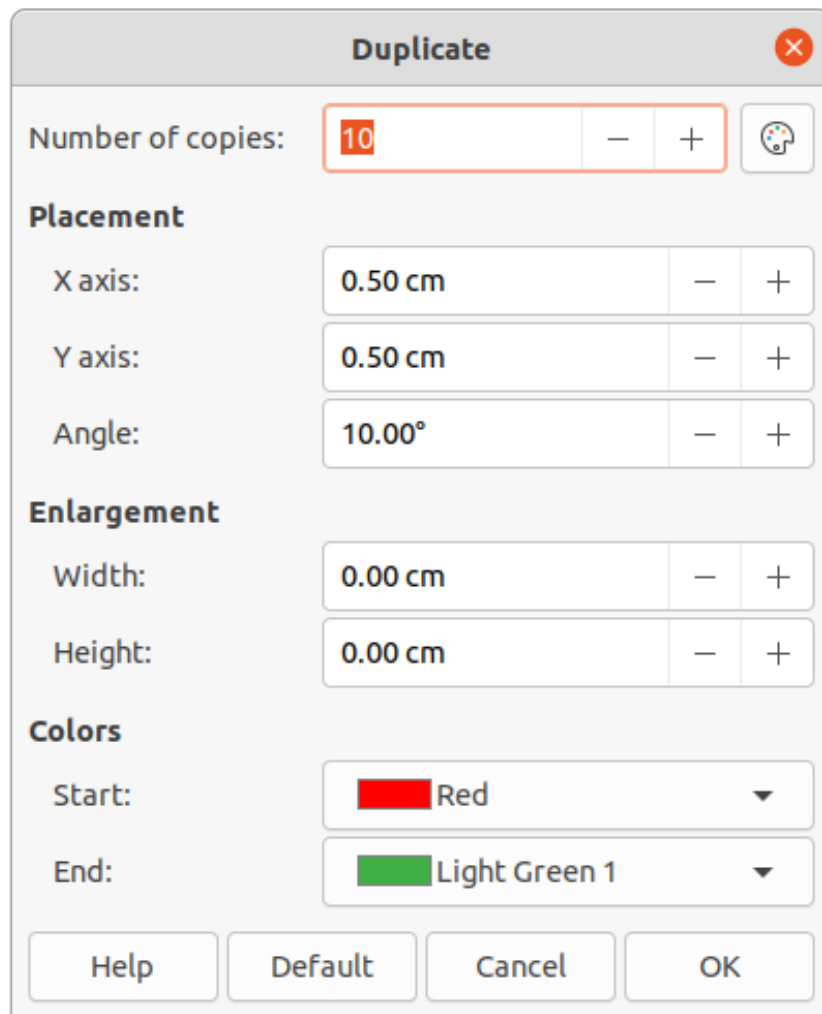 Duplicate
Number of copies: 10
Placement
X axis: 0.50 cm
Y axis: 0.50 cm
Angle: 10.00°
Enlargement
Width: 0.00 cm
Height: 0.00 cm
Colors
Start: Red
End: Light Green 1
Help Default Cancel OK